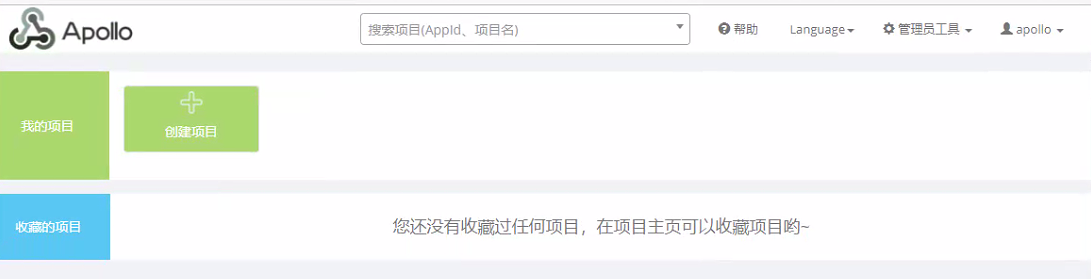 Apollo 搜索项目(AppId、项目名) 帮助 Language 管理员工具 apollo
我的项目
创建项目
收藏的项目
您还没有收藏过任何项目，在项目主页可以收藏项目哟~